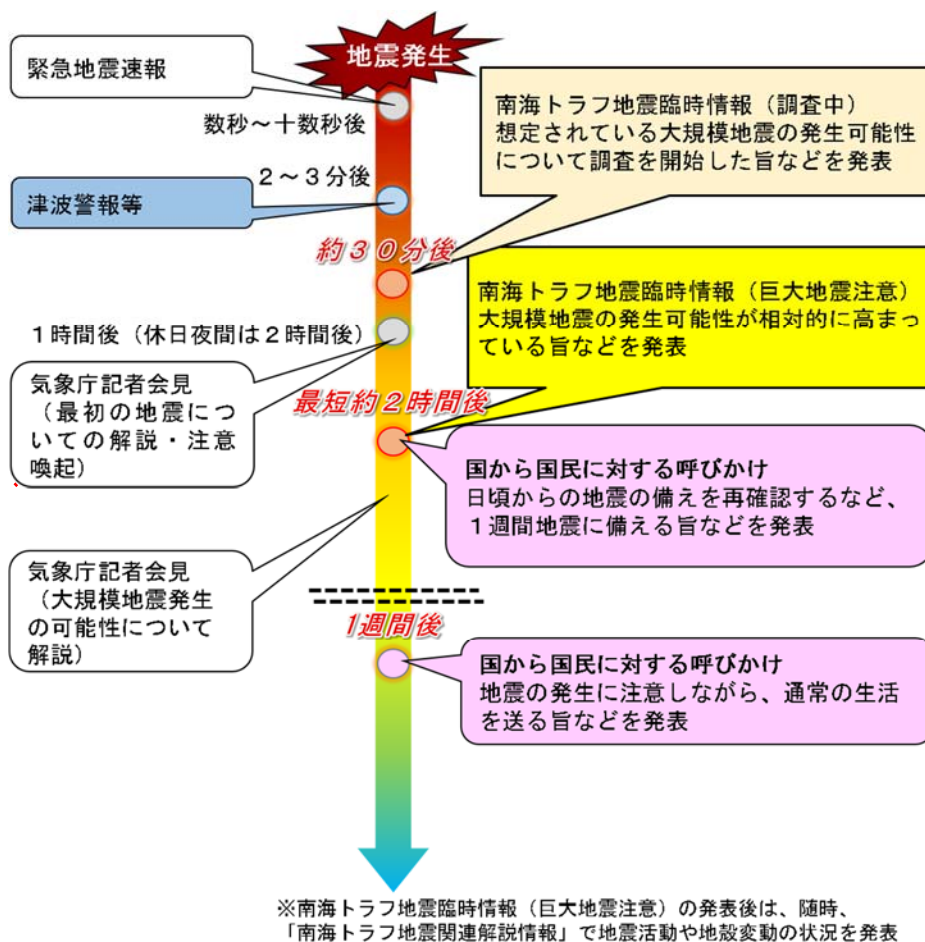 地震発生
緊急地震速報
数秒～十数秒後
南海トラフ地震臨時情報（調査中）
想定されている大規模地震の発生可能性
について調査を開始した旨などを発表
２～３分後
津波警報等
約３０分後
南海トラフ地震臨時情報（巨大地震注意）
大規模地震の発生可能性が相対的に高まっ
ている旨などを発表
１時間後（休日夜間は２時間後）
気象庁記者会見
（最初の地震につ
いての解説・注意
喚起）
最短約２時間後
国から国民に対する呼びかけ
日頃からの地震の備えを再確認するなど、
１週間地震に備える旨などを発表
気象庁記者会見
（大規模地震発生
の可能性について
解説）
1週間後
国から国民に対する呼びかけ
地震の発生に注意しながら、通常の生活
を送る旨などを発表
※南海トラフ地震臨時情報（巨大地震注意）の発表後は、随時、
「南海トラフ地震関連解説情報」で地震活動や地殻変動の状況を発表